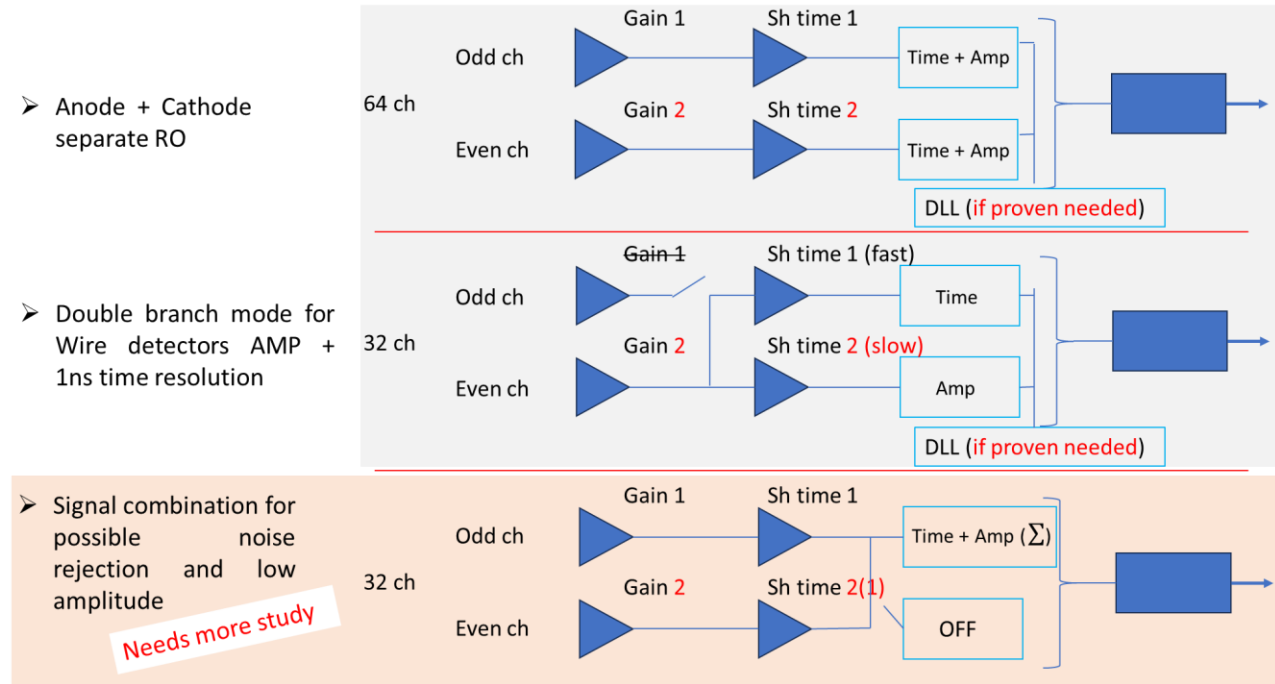 ➢ Anode + Cathode
separate RO
64 ch
Gain 1
Sh time 1
Odd ch
Time + Amp
Gain 2
Sh time 2
Even ch
Time + Amp
DLL (if proven needed)
➢ Double branch mode for
Wire detectors AMP +
1ns time resolution
32 ch
Gain 1
Sh time 1 (fast)
Odd ch
Time
Gain 2
Sh time 2 (slow)
Even ch
Amp
DLL (if proven needed)
➢ Signal combination for
possible noise
rejection and low
amplitude
Needs more study
32 ch
Gain 1
Sh time 1
Odd ch
Time + Amp (∑)
Gain 2
Sh time 2(1)
Even ch
OFF